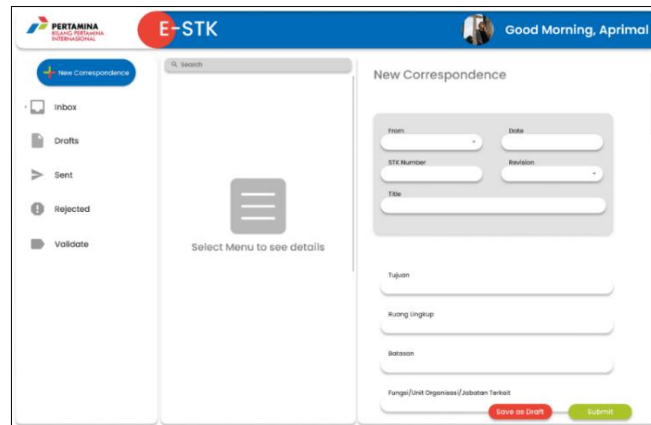 PERTAMINA
KILANG PERTAMINA
INTERNASIONAL
E-STK
Good Morning, Aprimal
New Correspondence
Inbox
Drafts
Sent
Rejected
Validate
Search
Select Menu to see details
New Correspondence
From
Date
STK Number
Revision
Title
Tujuan
Ruang Lingkup
Batasan
Fungsi/Unit Organisasi/Jabatan Terkait
Save as Draft
Submit